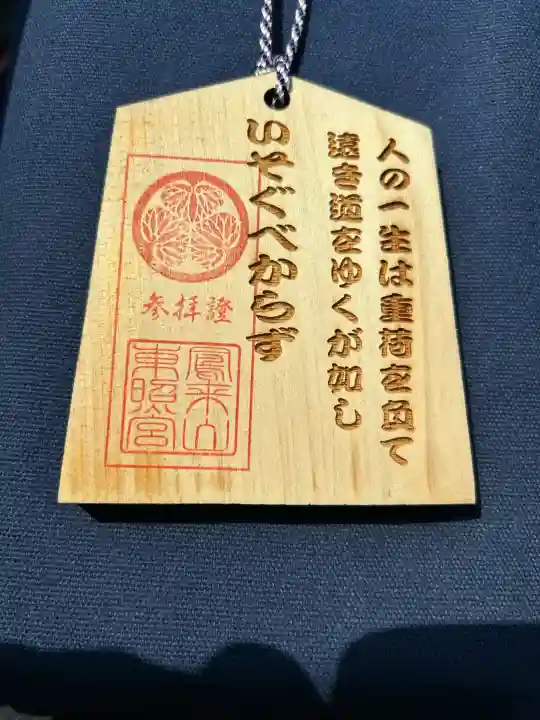 人の一生は重荷を負て
遠き道をゆくが如し
いそぐべからず
参拝證
鳳来山
東照宮